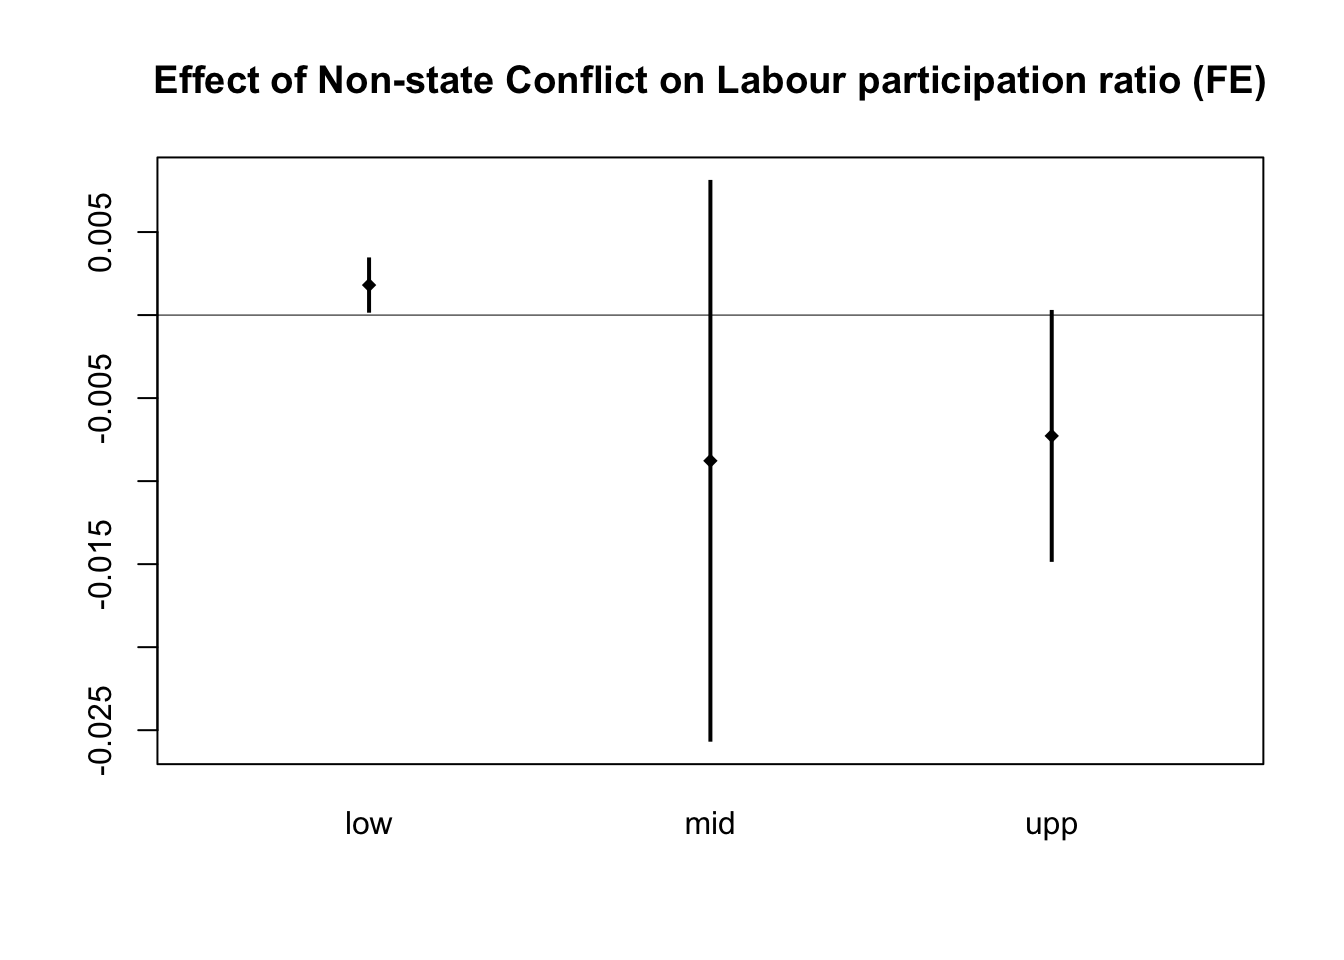 Effect of Non-state Conflict on Labour participation ratio (FE)
0.005
-0.005
-0.015
-0.025
low mid upp